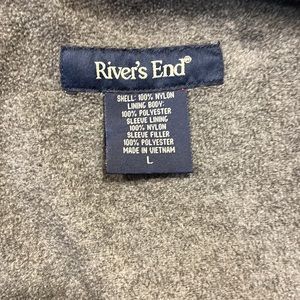 River's End®
SHELL: 100% NYLON
LINING BODY:
100% POLYESTER
SLEEVE LINING
100% NYLON
SLEEVE FILLER
100% POLYESTER
MADE IN VIETNAM
L